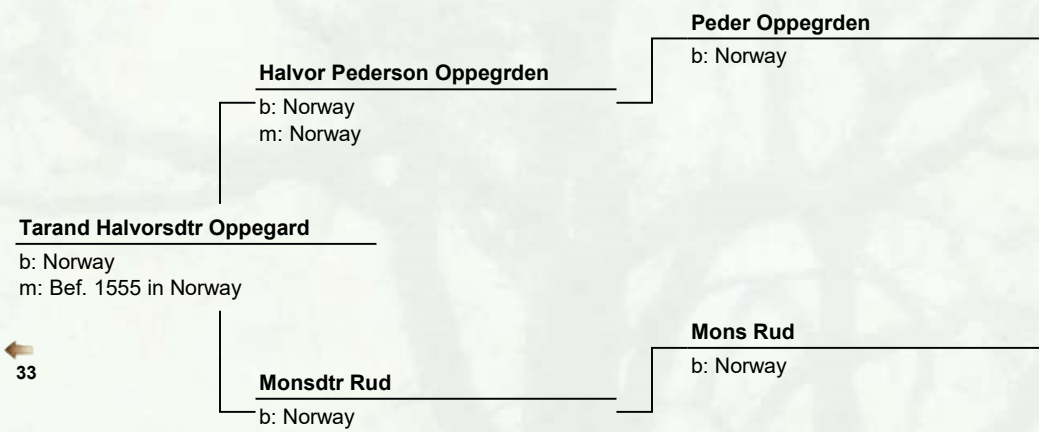 Peder Oppegrden
b: Norway
Halvor Pederson Oppegrden
b: Norway
m: Norway
Tarand Halvorsdtr Oppegard
b: Norway
m: Bef. 1555 in Norway
33
Mons Rud
b: Norway
Monsdtr Rud
b: Norway